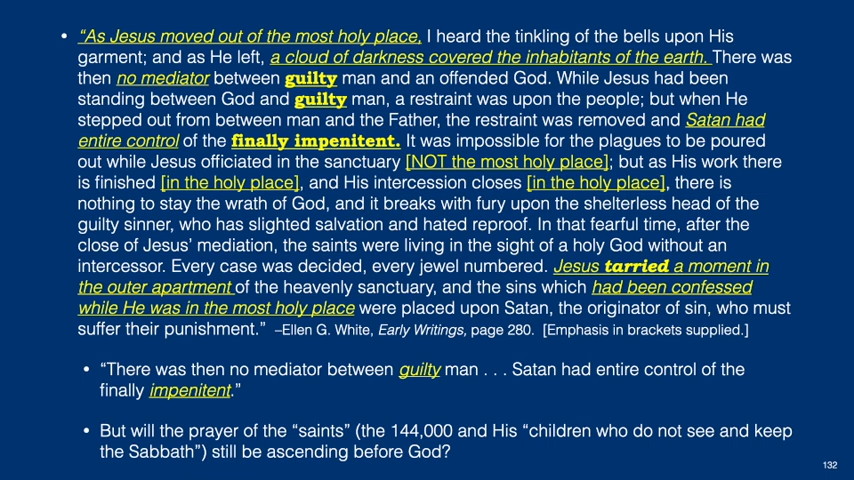 • “As Jesus moved out of the most holy place, I heard the tinkling of the bells upon His
garment; and as He left, a cloud of darkness covered the inhabitants of the earth. There was
then no mediator between guilty man and an offended God. While Jesus had been
standing between God and guilty man, a restraint was upon the people; but when He
stepped out from between man and the Father, the restraint was removed and Satan had
entire control of the finally impenitent. It was impossible for the plagues to be poured
out while Jesus officiated in the sanctuary [NOT the most holy place]; but as His work there
is finished [in the holy place], and His intercession closes [in the holy place], there is
nothing to stay the wrath of God, and it breaks with fury upon the shelterless head of the
guilty sinner, who has slighted salvation and hated reproof. In that fearful time, after the
close of Jesus’ mediation, the saints were living in the sight of a holy God without an
intercessor. Every case was decided, every jewel numbered. Jesus tarried a moment in
the outer apartment of the heavenly sanctuary, and the sins which had been confessed
while He was in the most holy place were placed upon Satan, the originator of sin, who must
suffer their punishment.” –Ellen G. White, Early Writings, page 280. [Emphasis in brackets supplied.]
• “There was then no mediator between guilty man . . . Satan had entire control of the
finally impenitent.”
• But will the prayer of the “saints” (the 144,000 and His “children who do not see and keep
the Sabbath”) still be ascending before God?
132